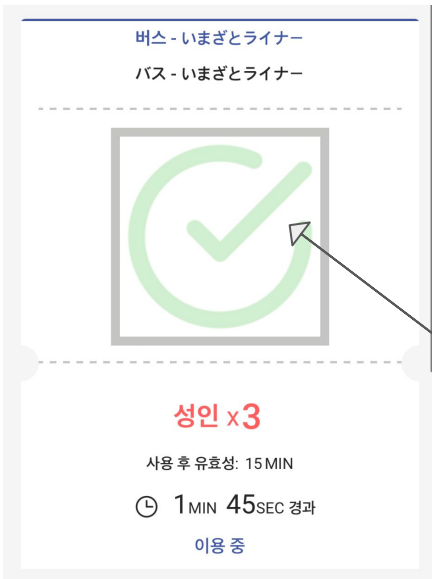 버스 - いまざとライナー
バス - いまざとライナー
성인 x3
사용 후 유효성: 15 MIN
1MIN 45SEC 경과
이용 중